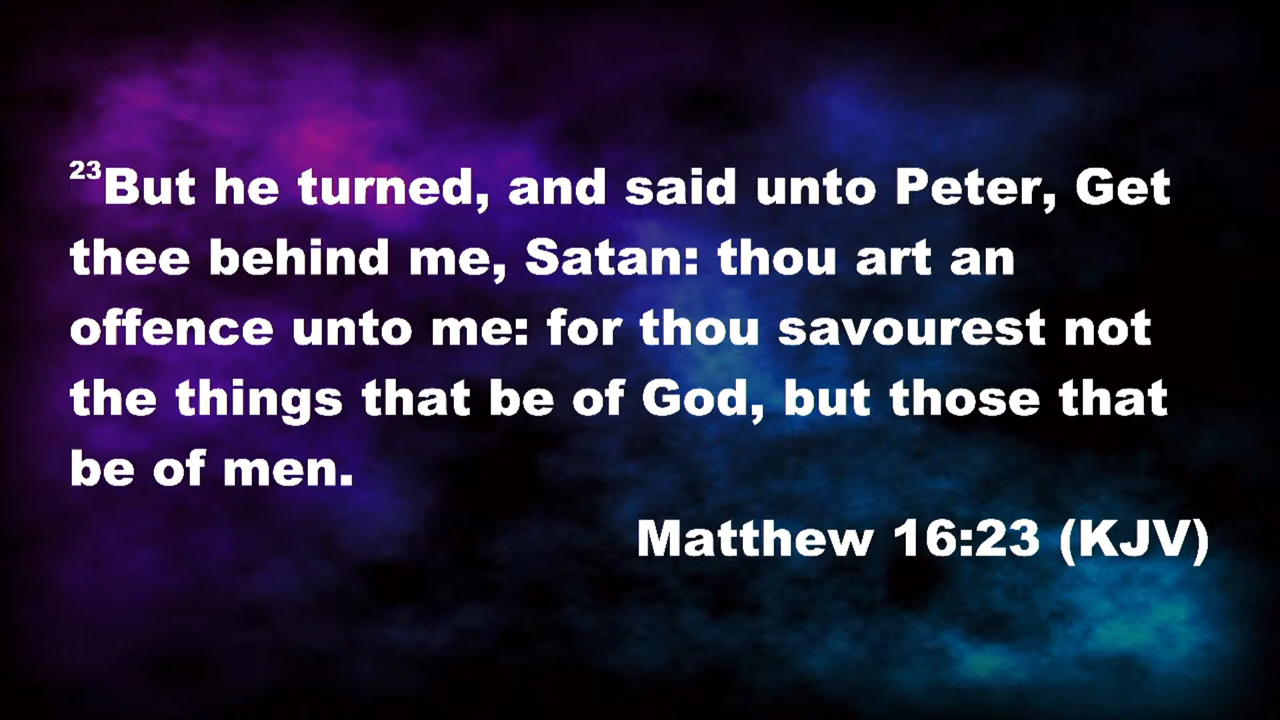 23But he turned, and said unto Peter, Get
thee behind me, Satan: thou art an
offence unto me: for thou savourest not
the things that be of God, but those that
be of men.
Matthew 16:23 (KJV)